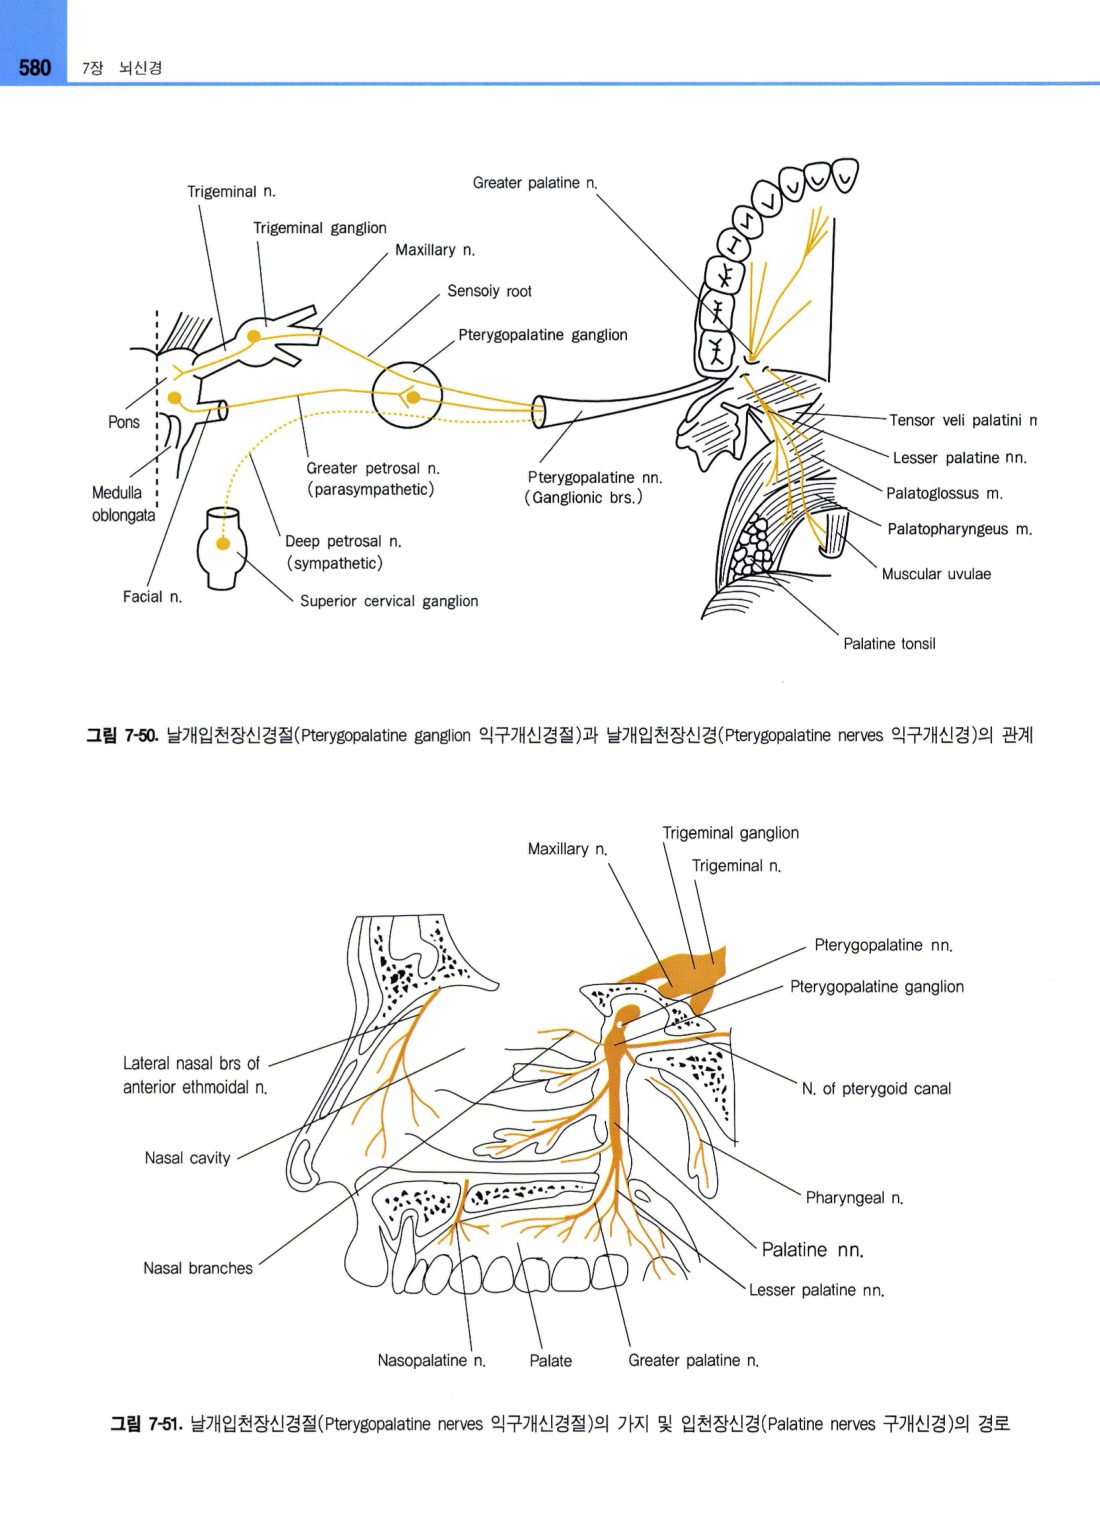 580
7장 뇌신경
Trigeminal n.
Greater palatine n.
Trigeminal ganglion
Maxillary n.
Sensoiy root
Pterygopalatine ganglion
Pons
Tensor veli palatini n
Lesser palatine nn.
Greater petrosal n.
(parasympathetic)
Pterygopalatine nn.
(Ganglionic brs.)
Medulla
oblongata
Palatoglossus m.
Palatopharyngeus m.
Deep petrosal n.
(sympathetic)
Muscular uvulae
Facial n.
Superior cervical ganglion
Palatine tonsil
그림 7-50. 날개입천장신경절(Pterygopalatine ganglion 익구개신경절)과 날개입천장신경(Pterygopalatine nerves 익구개신경)의 관계
Trigeminal ganglion
Maxillary n.
Trigeminal n.
Pterygopalatine nn.
Pterygopalatine ganglion
Lateral nasal brs of
anterior ethmoidal n.
N. of pterygoid canal
Nasal cavity
Pharyngeal n.
Palatine nn.
Nasal branches
Lesser palatine nn.
Nasopalatine n.
Palate
Greater palatine n.
그림 7-51. 날개입천장신경절(Pterygopalatine nerves 익구개신경절)의 가지 및 입천장신경(Palatine nerves 구개신경)의 경로